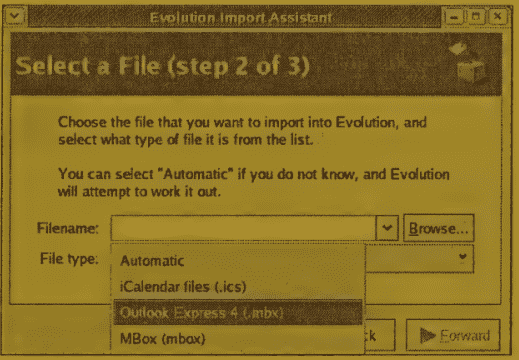 Evolution Import Assistant
Select a File (step 2 of 3)
Choose the file that you want to import into Evolution, and
select what type of file it is from the list.
You can select "Automatic" if you do not know, and Evolution
will attempt to work it out.
Filename:
Browse...
File type:
Automatic
iCalendar files (.ics)
Outlook Express 4 (.mbx)
MBox (mbox)
ck
Forward